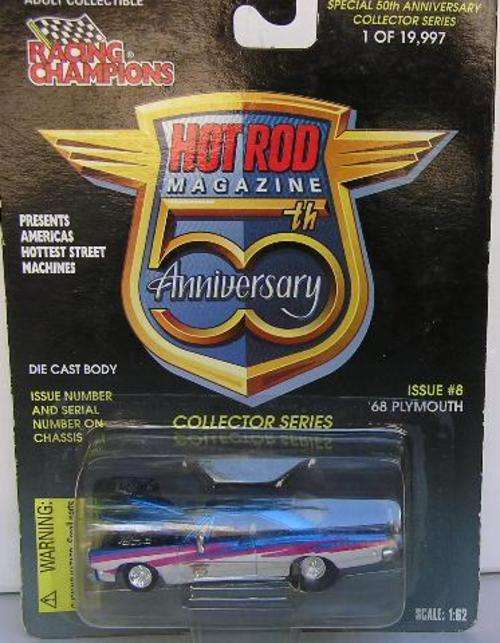 ADULT COLLECTIBLE
RACING
CHAMPIONS
SPECIAL 50th ANNIVERSARY
COLLECTOR SERIES
1 OF 19,997
HOT ROD
MAGAZINE
50th
Anniversary
PRESENTS
AMERICAS
HOTTEST STREET
MACHINES
DIE CAST BODY
ISSUE NUMBER
AND SERIAL
NUMBER ON
CHASSIS
ISSUE #8
'68 PLYMOUTH
COLLECTOR SERIES
WARNING:
SCALE: 1:62